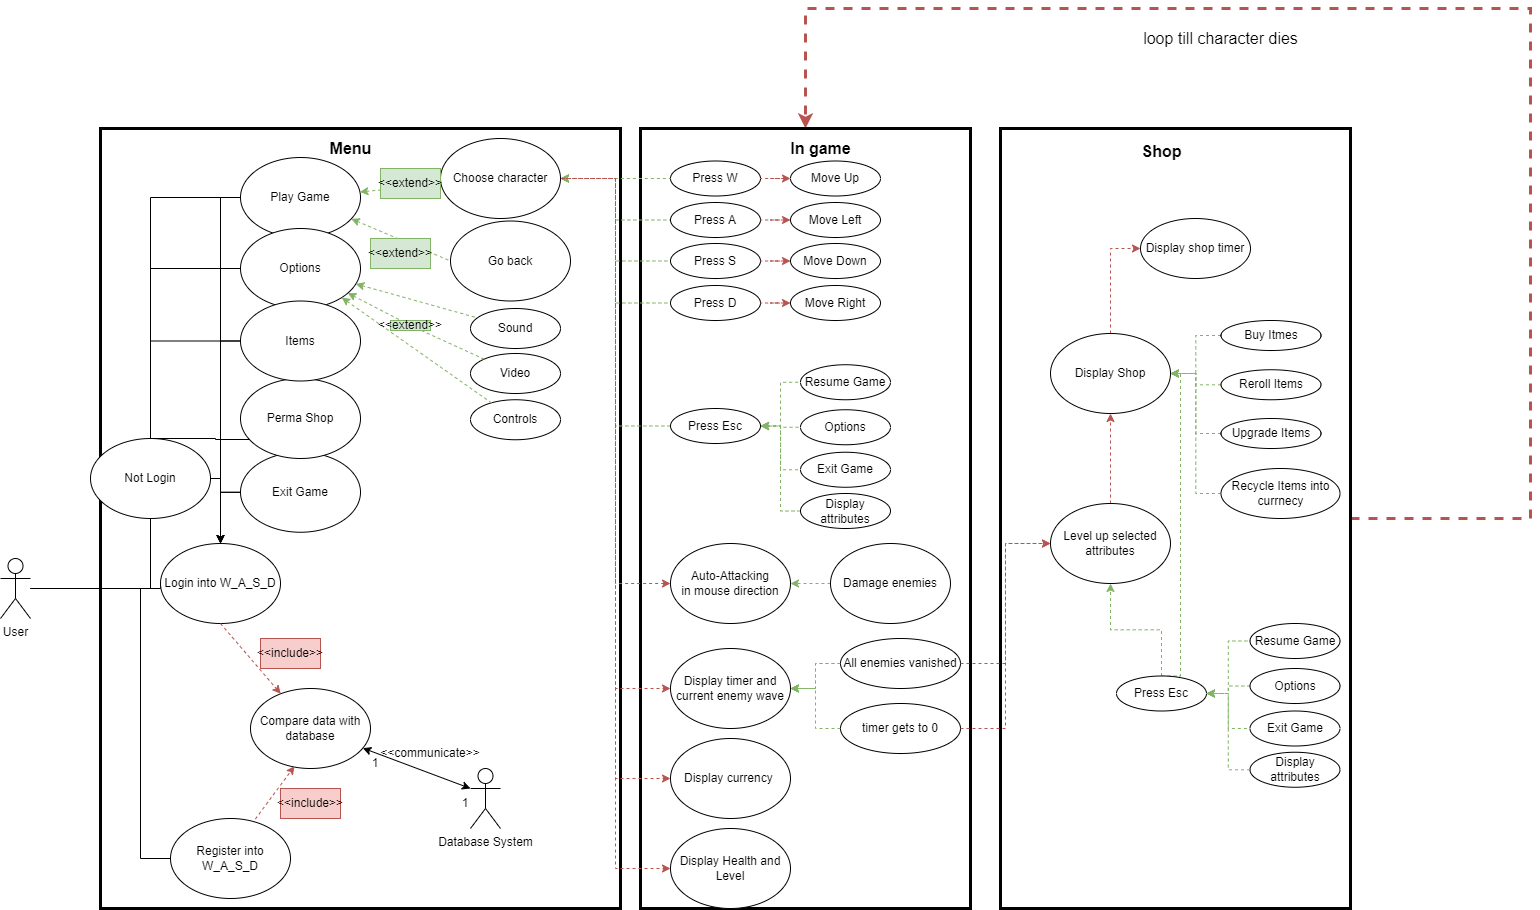 loop till character dies
Menu
Play Game
<<extend>>
Choose character
<<extend>>
Go back
Options
Sound
<<extend>>
Items
Video
Controls
Perma Shop
Not Login
Exit Game
Login into W_A_S_D
User
<<include>>
Compare data with
database
<<communicate>>
1
1
Database System
<<include>>
Register into
W_A_S_D
In game
Press W
Move Up
Press A
Move Left
Press S
Move Down
Press D
Move Right
Resume Game
Press Esc
Options
Exit Game
Display
attributes
Auto-Attacking
in mouse direction
Damage enemies
All enemies vanished
Display timer and
current enemy wave
timer gets to 0
Display currency
Display Health and
Level
Shop
Display shop timer
Buy Itmes
Display Shop
Reroll Items
Upgrade Items
Recycle Items into
currnecy
Level up selected
attributes
Resume Game
Press Esc
Options
Exit Game
Display
attributes